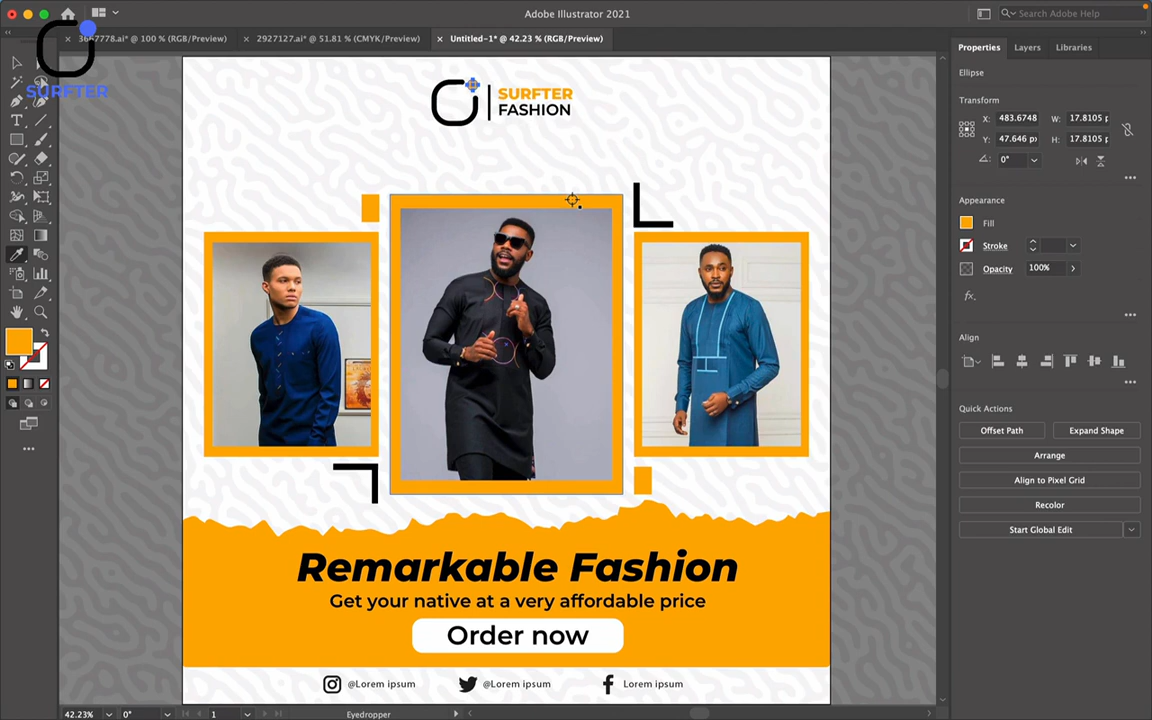 Adobe Illustrator 2021
Search Adobe Help
3607778.ai* @ 100 % (RGB/Preview)
2927127.ai* @ 51.81 % (CMYK/Preview)
Untitled-1* @ 42.23 % (RGB/Preview)
SURFTER
SURFTER
FASHION
Properties
Layers
Libraries
Ellipse
Transform
X: 483.6748
W: 17.8105 p
Y: 47.646 px
H: 17.8105 p
0°
Appearance
Fill
Stroke
Opacity
100%
fx.
Align
Quick Actions
Offset Path
Expand Shape
Arrange
Align to Pixel Grid
Recolor
Start Global Edit
Remarkable Fashion
Get your native at a very affordable price
Order now
@Lorem ipsum
@Lorem ipsum
Lorem ipsum
42.23%
0°
1
Eyedropper